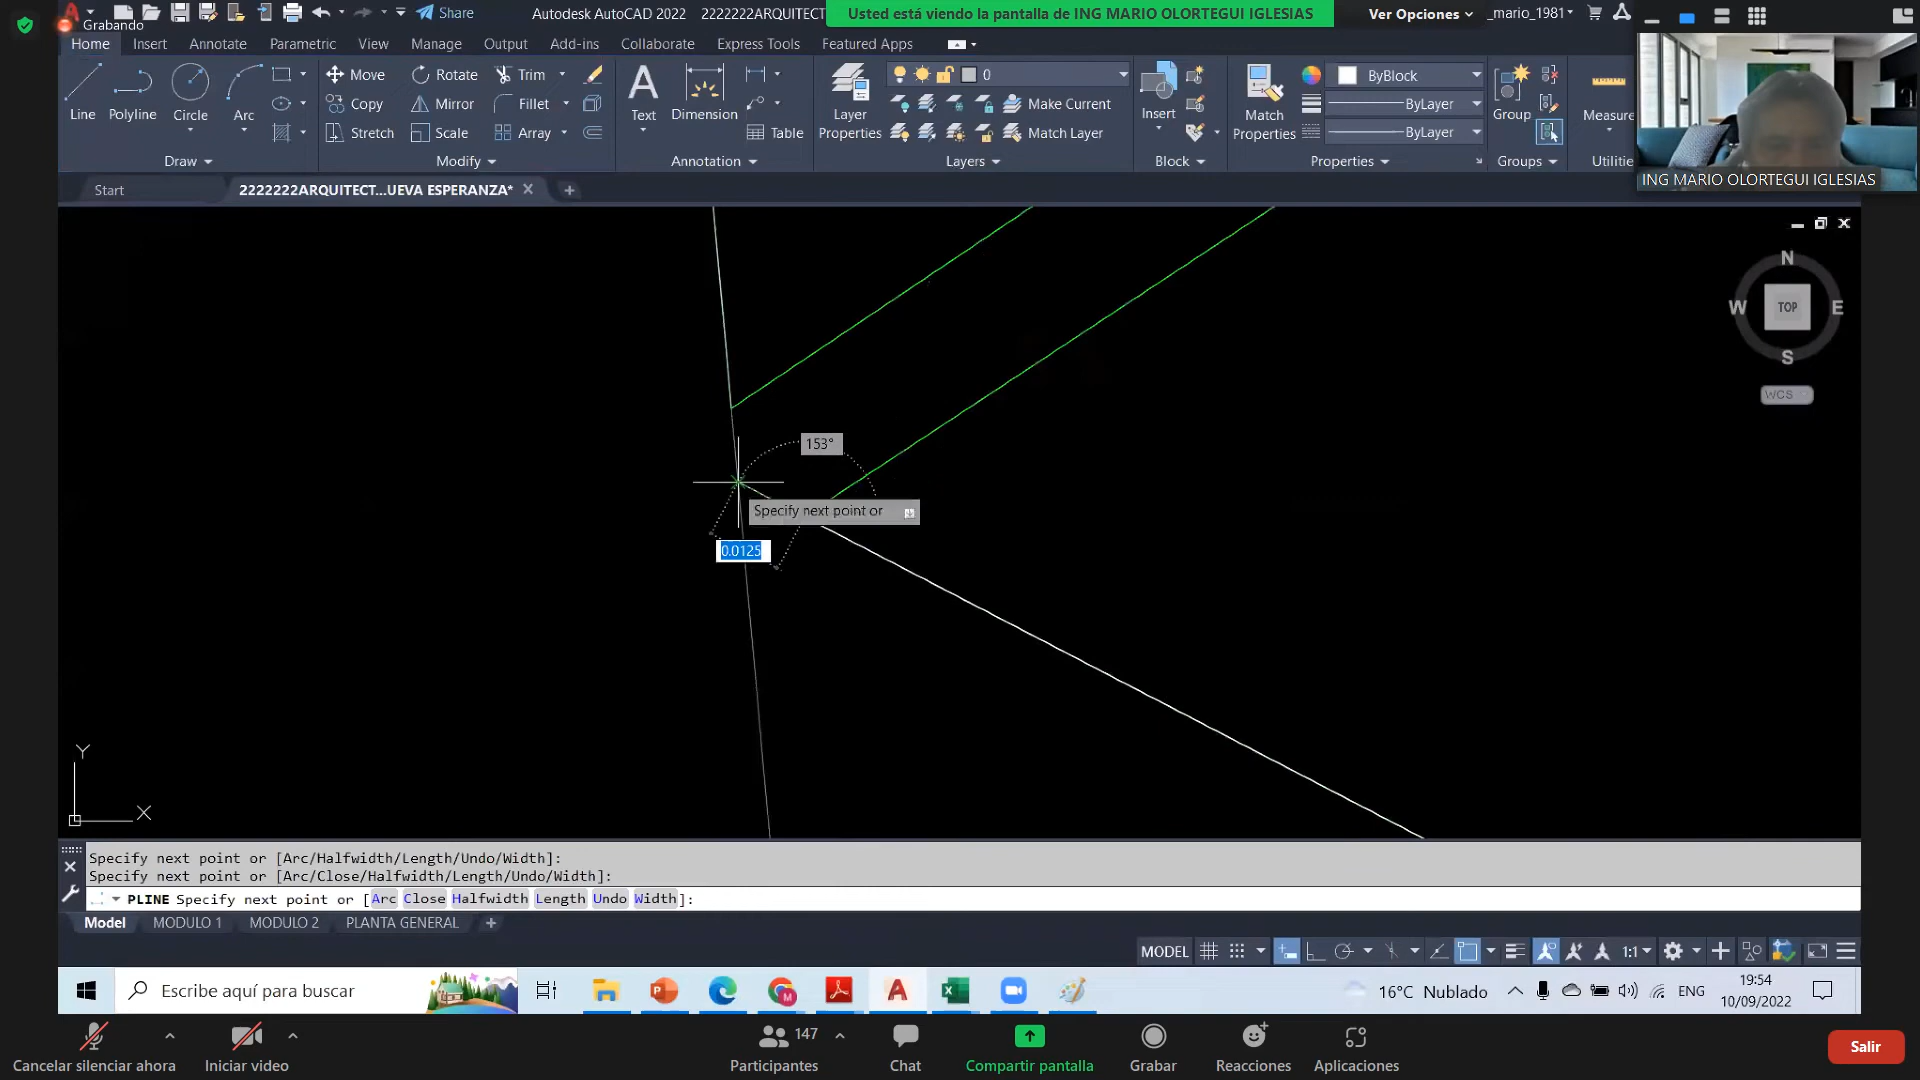 Grabando
Share
Autodesk AutoCAD 2022
2222222ARQUITECT
Usted está viendo la pantalla de ING MARIO OLORTEGUI IGLESIAS
Ver Opciones
_mario_1981
Home
Insert
Annotate
Parametric
View
Manage
Output
Add-ins
Collaborate
Express Tools
Featured Apps
Line
Polyline
Circle
Arc
Draw
Move
Rotate
Trim
Copy
Mirror
Fillet
Stretch
Scale
Array
Modify
Text
Dimension
Table
Annotation
Layer
Properties
0
Make Current
Match Layer
Layers
Insert
Block
Match
Properties
ByBlock
ByLayer
ByLayer
Properties
Group
Groups
Measure
Utilitie
ING MARIO OLORTEGUI IGLESIAS
Start
2222222ARQUITECT...UEVA ESPERANZA*
N
W
TOP
E
S
WCS
153°
Specify next point or
0.0125
Y
X
Specify next point or [Arc/Halfwidth/Length/Undo/Width]:
Specify next point or [Arc/Close/Halfwidth/Length/Undo/Width]:
PLINE Specify next point or [Arc Close Halfwidth Length Undo Width]:
Model
MODULO 1
MODULO 2
PLANTA GENERAL
MODEL
1:1
Escribe aquí para buscar
16°C Nublado
ENG
19:54
10/09/2022
Cancelar silenciar ahora
Iniciar video
147
Participantes
Chat
Compartir pantalla
Grabar
Reacciones
Aplicaciones
Salir